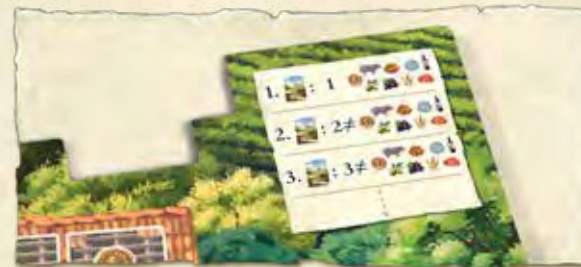 1. : 1
2. : 2≠
3. : 3≠